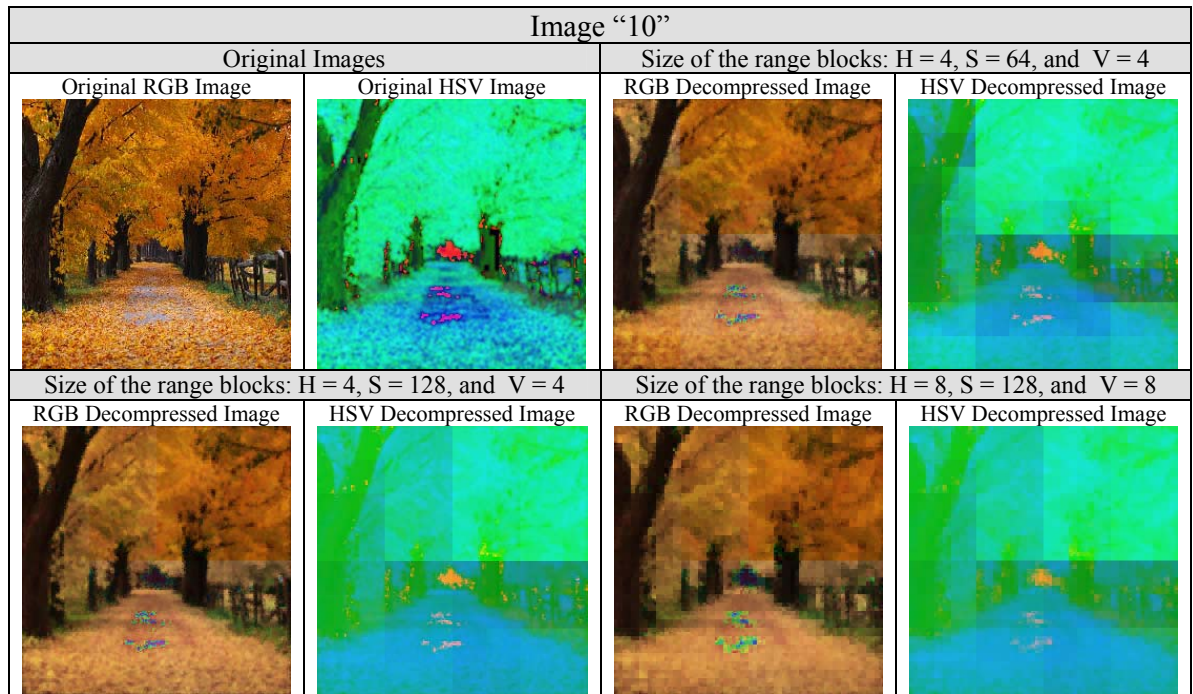 Image “10”
Original Images
Size of the range blocks: H = 4, S = 64, and V = 4
Original RGB Image
Original HSV Image
RGB Decompressed Image
HSV Decompressed Image
Size of the range blocks: H = 4, S = 128, and V = 4
Size of the range blocks: H = 8, S = 128, and V = 8
RGB Decompressed Image
HSV Decompressed Image
RGB Decompressed Image
HSV Decompressed Image